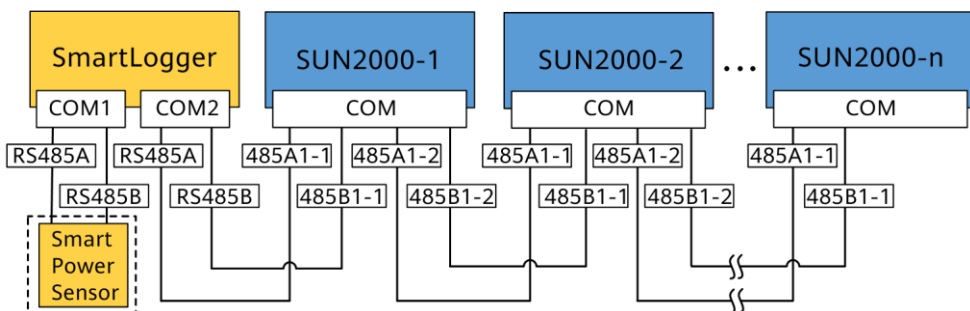 SmartLogger
SUN2000-1
SUN2000-2
...
SUN2000-n
COM1
COM2
COM
COM
COM
RS485A
RS485A
485A1-1
485A1-2
485A1-1
485A1-2
485A1-1
RS485B
RS485B
485B1-1
485B1-2
485B1-1
485B1-2
485B1-1
Smart
Power
Sensor